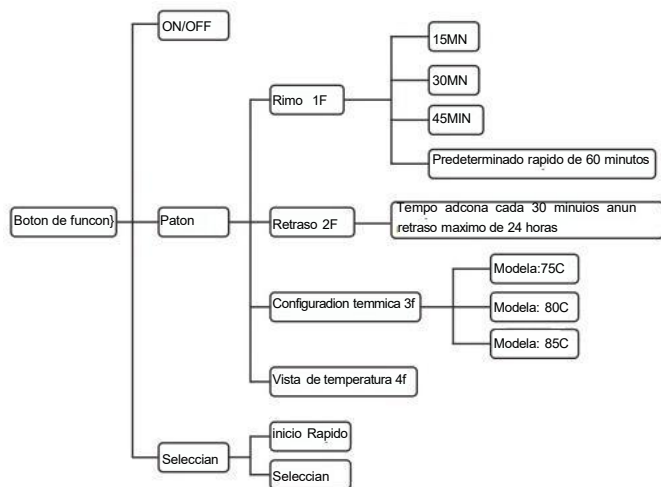 ON/OFF
15MN
30MN
Rimo 1F
45MIN
Predeterminado rapido de 60 minutos
Boton de funcon}
Paton
Retraso 2F
Tempo adcona cada 30 minuios anun
retraso maximo de 24 horas
Modela:75C
Configuradion temmica 3f
Modela: 80C
Modela: 85C
Vista de temperatura 4f
inicio Rapido
Seleccian
Seleccian